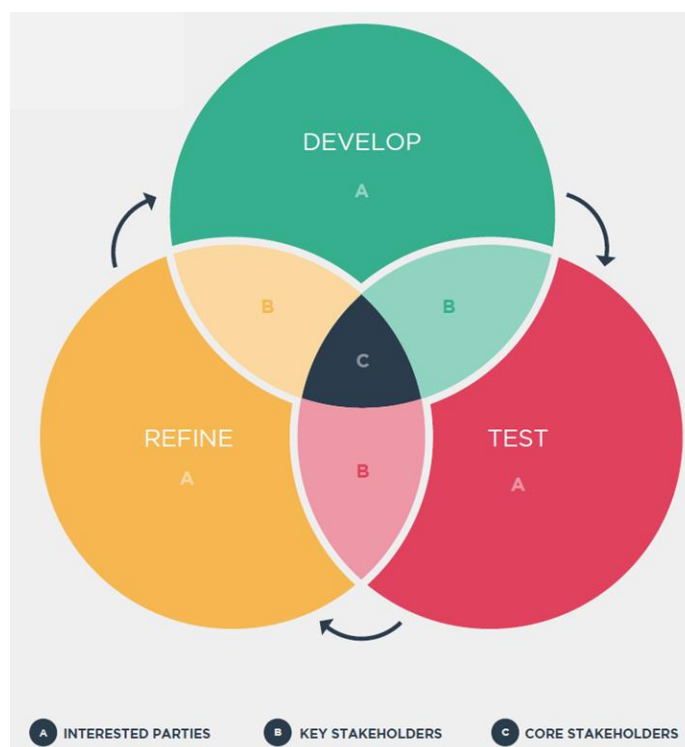 DEVELOP
A
B
B
C
REFINE
TEST
A
B
A
A INTERESTED PARTIES
B KEY STAKEHOLDERS
C CORE STAKEHOLDERS